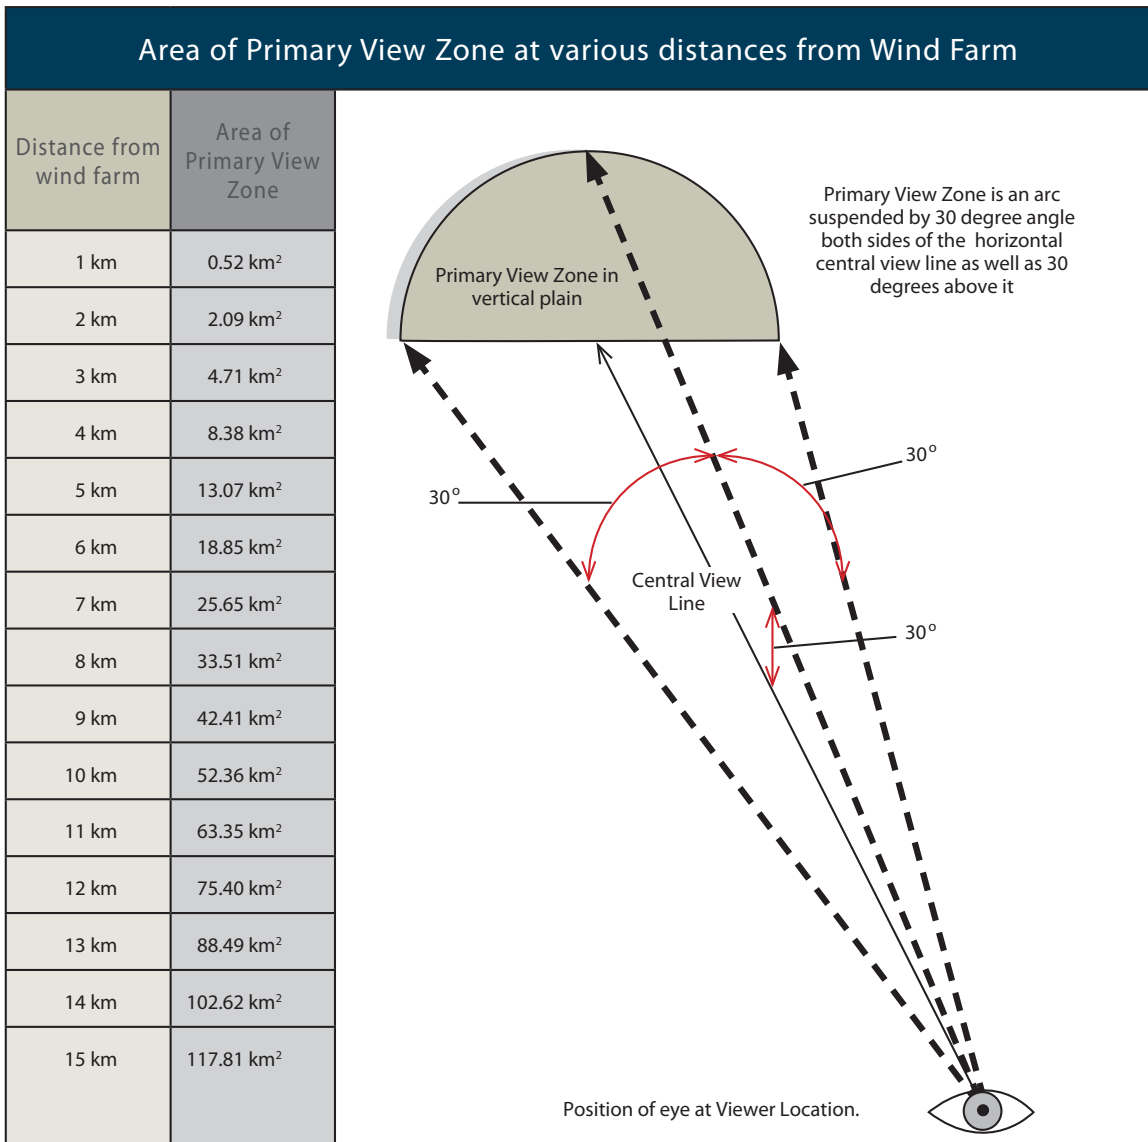 Area of Primary View Zone at various distances from Wind Farm
Distance from
wind farm
Area of
Primary View
Zone
1 km 0.52 km²
2 km 2.09 km²
3 km 4.71 km²
4 km 8.38 km²
5 km 13.07 km²
6 km 18.85 km²
7 km 25.65 km²
8 km 33.51 km²
9 km 42.41 km²
10 km 52.36 km²
11 km 63.35 km²
12 km 75.40 km²
13 km 88.49 km²
14 km 102.62 km²
15 km 117.81 km²
Primary View Zone in
vertical plain
Primary View Zone is an arc
suspended by 30 degree angle
both sides of the horizontal
central view line as well as 30
degrees above it
30°
30°
Central View
Line
30°
Position of eye at Viewer Location.